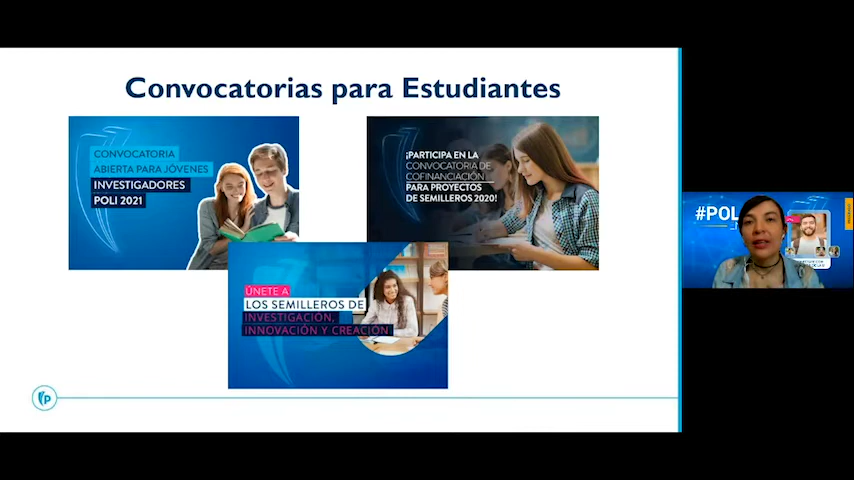 Convocatorias para Estudiantes
CONVOCATORIA
ABIERTA PARA JÓVENES
INVESTIGADORES
POLI 2021
¡PARTICIPA EN LA
CONVOCATORIA DE
COFINANCIACIÓN
PARA PROYECTOS
DE SEMILLEROS 2020!
ÚNETE A
LOS SEMILLEROS DE
INVESTIGACIÓN,
INNOVACIÓN Y CREACIÓN
p
#POL